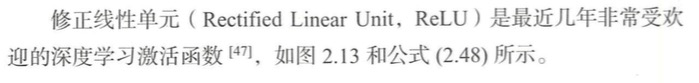 修正线性单元（Rectified Linear Unit，ReLU）是最近几年非常受欢
迎的深度学习激活函数 [47]，如图 2.13 和公式 (2.48) 所示。